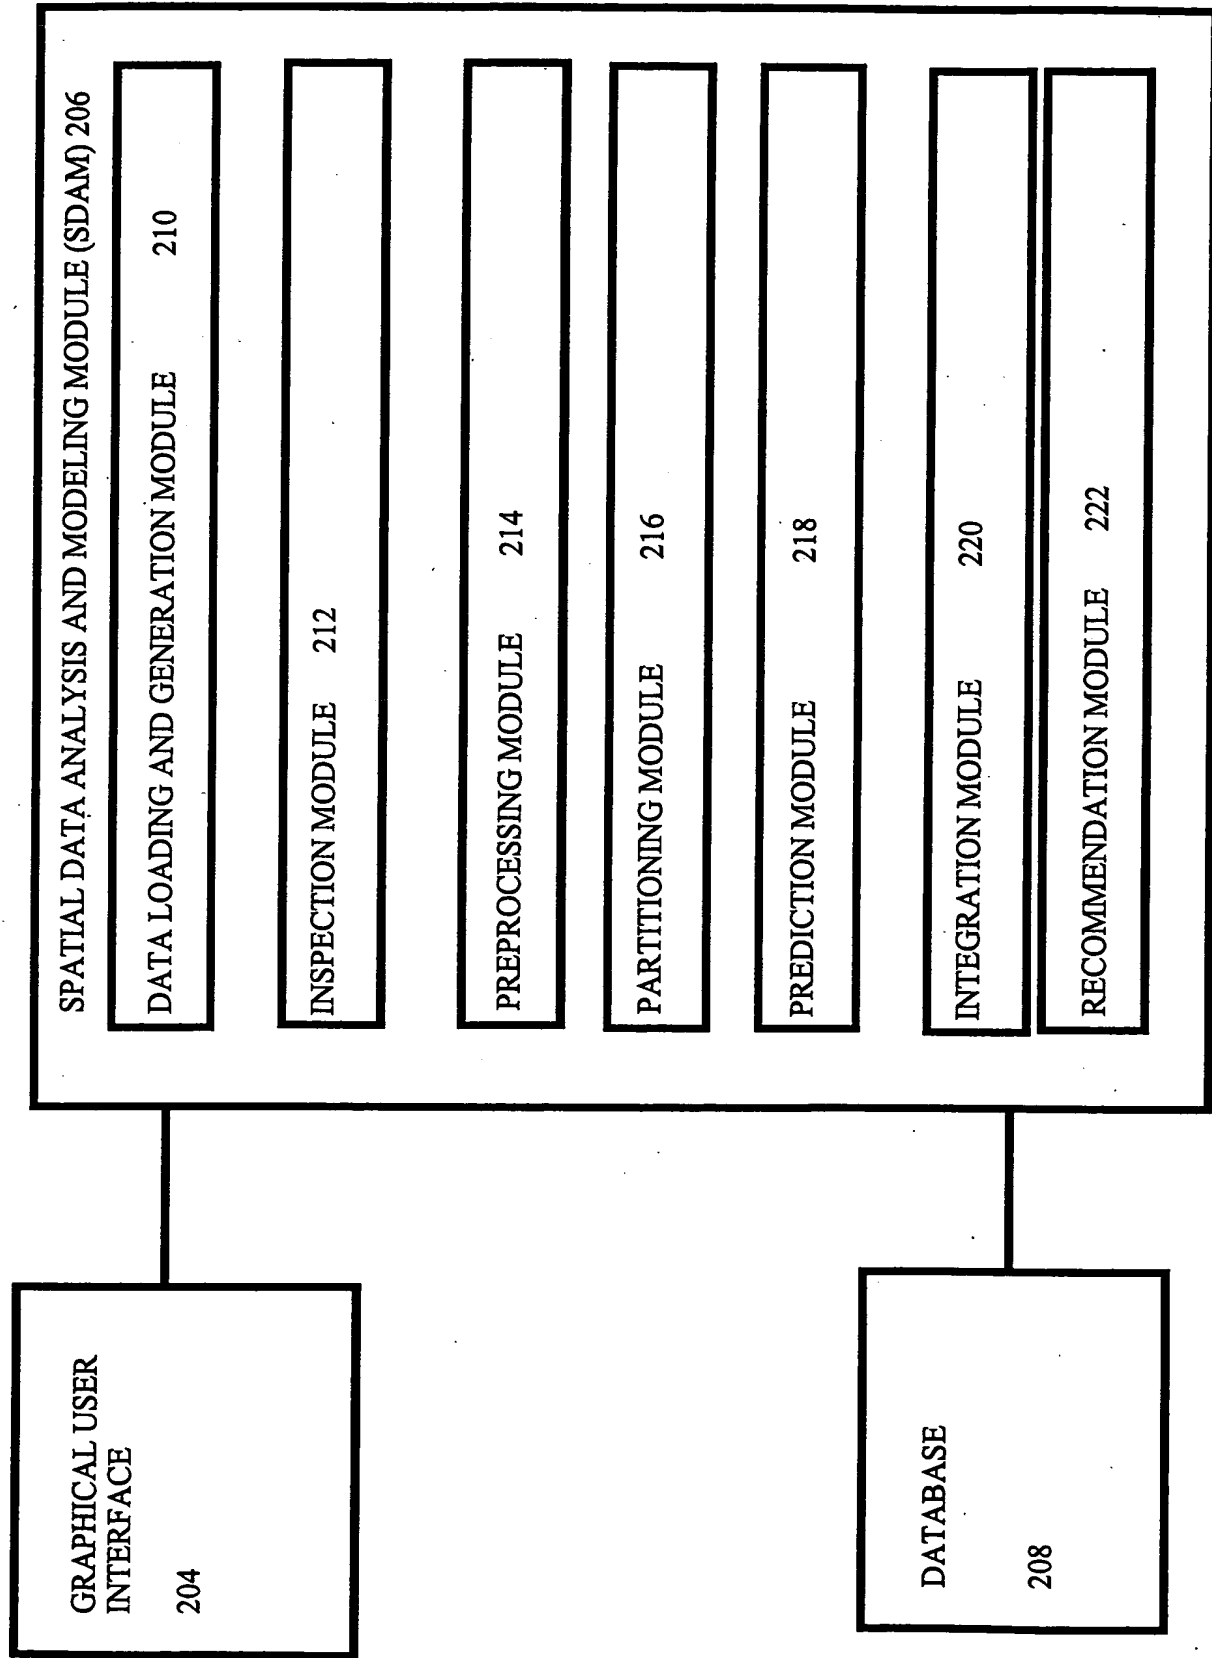 SPATIAL DATA ANALYSIS AND MODELING MODULE (SDAM) 206
DATA LOADING AND GENERATION MODULE 210
INSPECTION MODULE 212
PREPROCESSING MODULE 214
PARTITIONING MODULE 216
PREDICTION MODULE 218
INTEGRATION MODULE 220
RECOMMENDATION MODULE 222
GRAPHICAL USER
INTERFACE
204
DATABASE
208